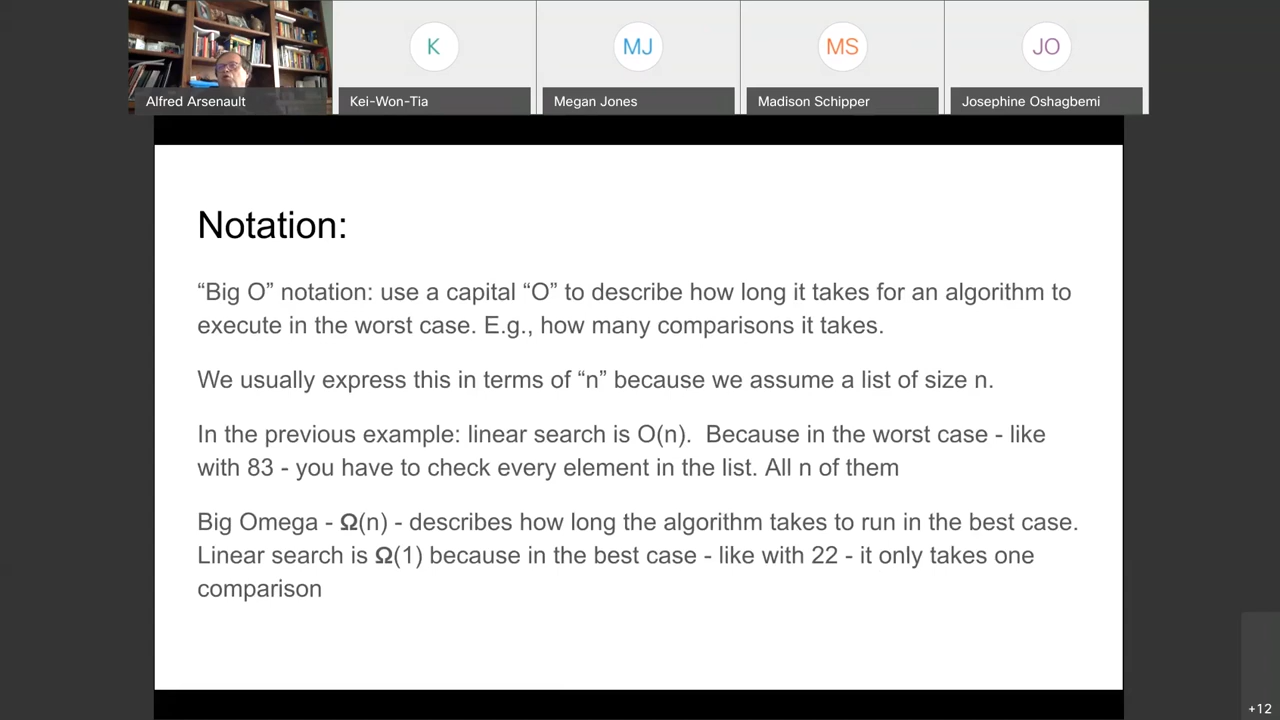 K
MJ
MS
JO
Alfred Arsenault
Kei-Won-Tia
Megan Jones
Madison Schipper
Josephine Oshagbemi
Notation:
“Big O” notation: use a capital “O” to describe how long it takes for an algorithm to
execute in the worst case. E.g., how many comparisons it takes.
We usually express this in terms of “n” because we assume a list of size n.
In the previous example: linear search is O(n).  Because in the worst case - like
with 83 - you have to check every element in the list. All n of them
Big Omega - Ω(n) - describes how long the algorithm takes to run in the best case.
Linear search is Ω(1) because in the best case - like with 22 - it only takes one
comparison
+12